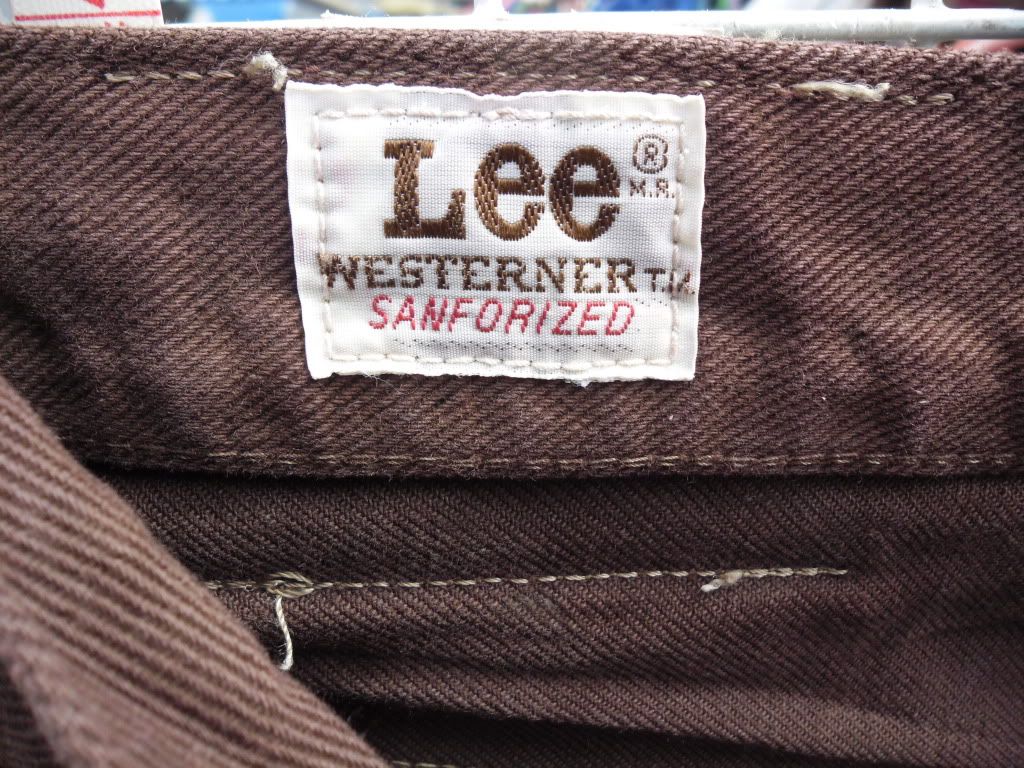 Lee ®
M.R.
WESTERNER T.M.
SANFORIZED